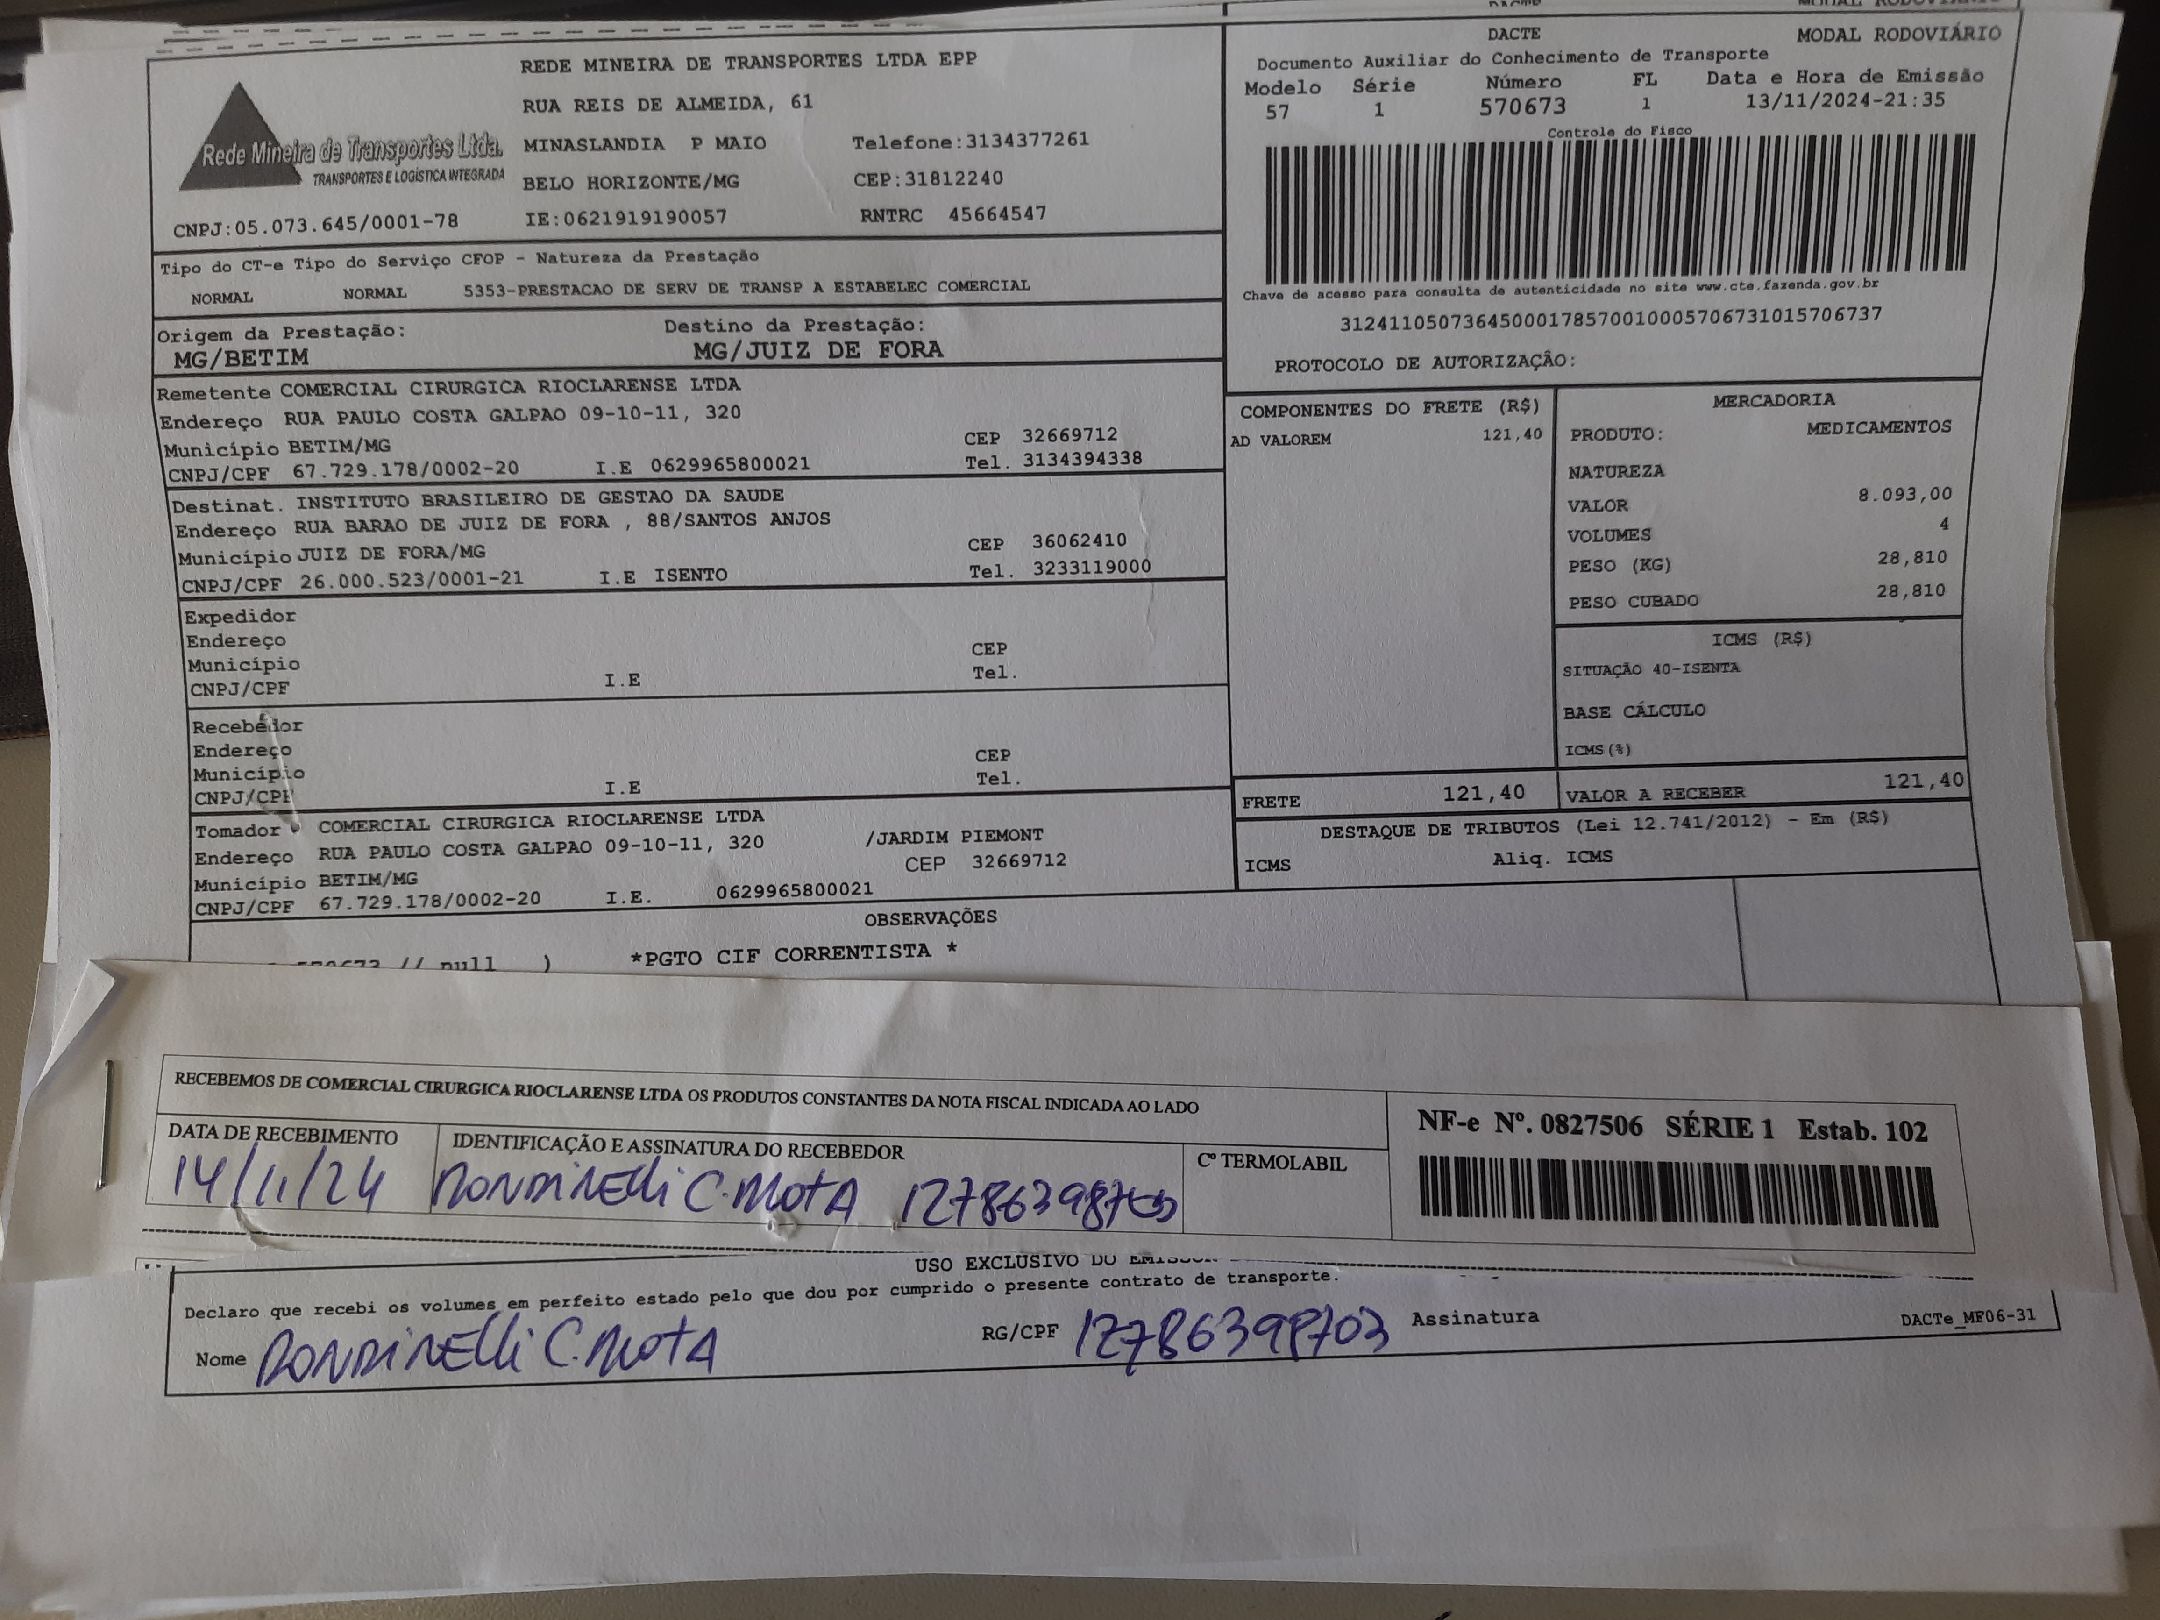 DACTE MODAL RODOVIÁRIO
REDE MINEIRA DE TRANSPORTES LTDA EPP
RUA REIS DE ALMEIDA, 61
MINASLANDIA P MAIO Telefone:3134377261
BELO HORIZONTE/MG CEP:31812240
CNPJ:05.073.645/0001-78 IE:0621919190057 RNTRC 45664547
Rede Mineira de Transportes Ltda.
TRANSPORTES E LOGÍSTICA INTEGRADA
Documento Auxiliar do Conhecimento de Transporte
Modelo Série Número FL Data e Hora de Emissão
57 1 570673 1 13/11/2024-21:35
Controle do Fisco
Chave de acesso para consulta de autenticidade no site www.cte.fazenda.gov.br
31241105073645000178570010005706731015706737
PROTOCOLO DE AUTORIZAÇÂO:
Tipo do CT-e Tipo do Serviço CFOP - Natureza da Prestação
NORMAL NORMAL 5353-PRESTACAO DE SERV DE TRANSP A ESTABELEC COMERCIAL
Origem da Prestação: Destino da Prestação:
MG/BETIM MG/JUIZ DE FORA
Remetente COMERCIAL CIRURGICA RIOCLARENSE LTDA
Endereço RUA PAULO COSTA GALPAO 09-10-11, 320
Município BETIM/MG CEP 32669712
CNPJ/CPF 67.729.178/0002-20 I.E 0629965800021 Tel. 3134394338
Destinat. INSTITUTO BRASILEIRO DE GESTAO DA SAUDE
Endereço RUA BARAO DE JUIZ DE FORA , 88/SANTOS ANJOS
Município JUIZ DE FORA/MG CEP 36062410
CNPJ/CPF 26.000.523/0001-21 I.E ISENTO Tel. 3233119000
Expedidor
Endereço
Município CEP
CNPJ/CPF I.E Tel.
Recebedor
Endereço
Município CEP
CNPJ/CPF I.E Tel.
Tomador COMERCIAL CIRURGICA RIOCLARENSE LTDA
Endereço RUA PAULO COSTA GALPAO 09-10-11, 320 /JARDIM PIEMONT
Município BETIM/MG CEP 32669712
CNPJ/CPF 67.729.178/0002-20 I.E. 0629965800021
COMPONENTES DO FRETE (R$)
AD VALOREM 121,40
MERCADORIA
PRODUTO: MEDICAMENTOS
NATUREZA
VALOR 8.093,00
VOLUMES 4
PESO (KG) 28,810
PESO CUBADO 28,810
ICMS (R$)
SITUAÇÃO 40-ISENTA
BASE CÁLCULO
ICMS(%)
FRETE 121,40 VALOR A RECEBER 121,40
DESTAQUE DE TRIBUTOS (Lei 12.741/2012) - Em (R$)
ICMS Aliq. ICMS
OBSERVAÇÕES
570673 // null ) *PGTO CIF CORRENTISTA *
RECEBEMOS DE COMERCIAL CIRURGICA RIOCLARENSE LTDA OS PRODUTOS CONSTANTES DA NOTA FISCAL INDICADA AO LADO
DATA DE RECEBIMENTO IDENTIFICAÇÃO E ASSINATURA DO RECEBEDOR Cº TERMOLABIL
14/11/24 RONDINELLI C. MOTA 12786398703
NF-e Nº. 0827506 SÉRIE 1 Estab. 102
USO EXCLUSIVO DO EMISSOR
Declaro que recebi os volumes em perfeito estado pelo que dou por cumprido o presente contrato de transporte.
Nome RONDINELLI C. MOTA RG/CPF 12786398703 Assinatura DACTe_MF06-31